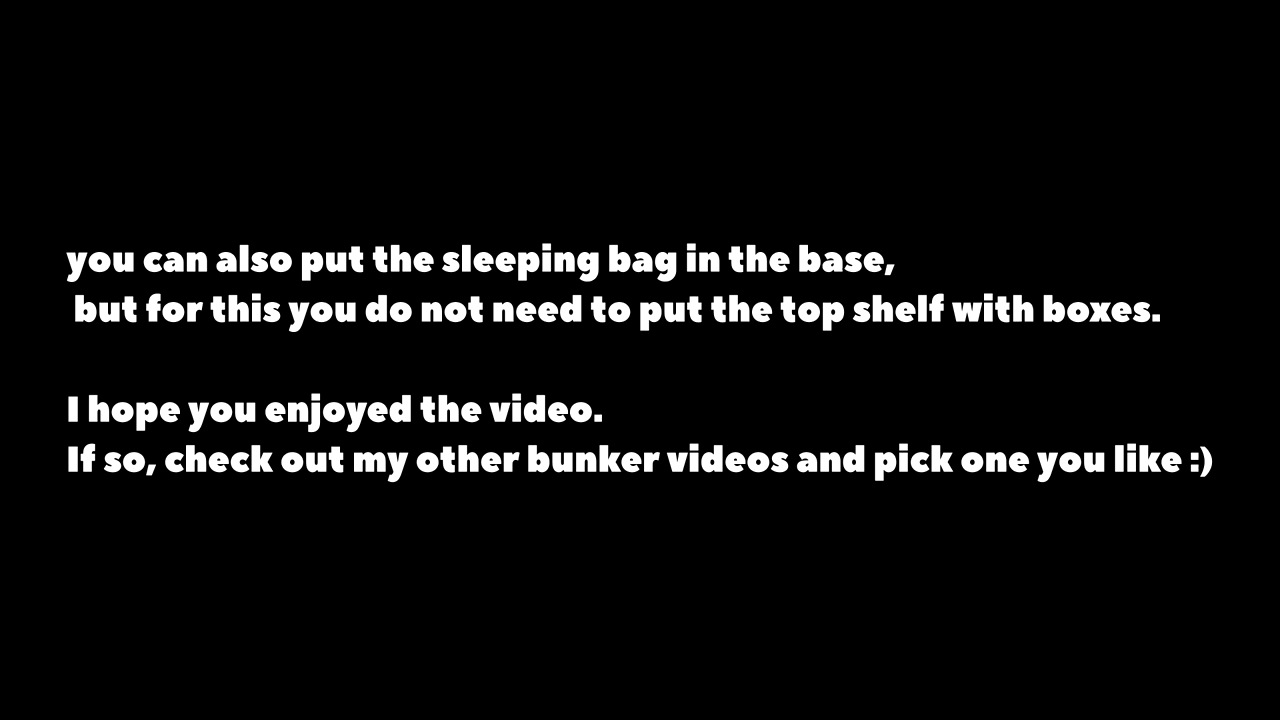 you can also put the sleeping bag in the base,
but for this you do not need to put the top shelf with boxes.
I hope you enjoyed the video.
If so, check out my other bunker videos and pick one you like :)